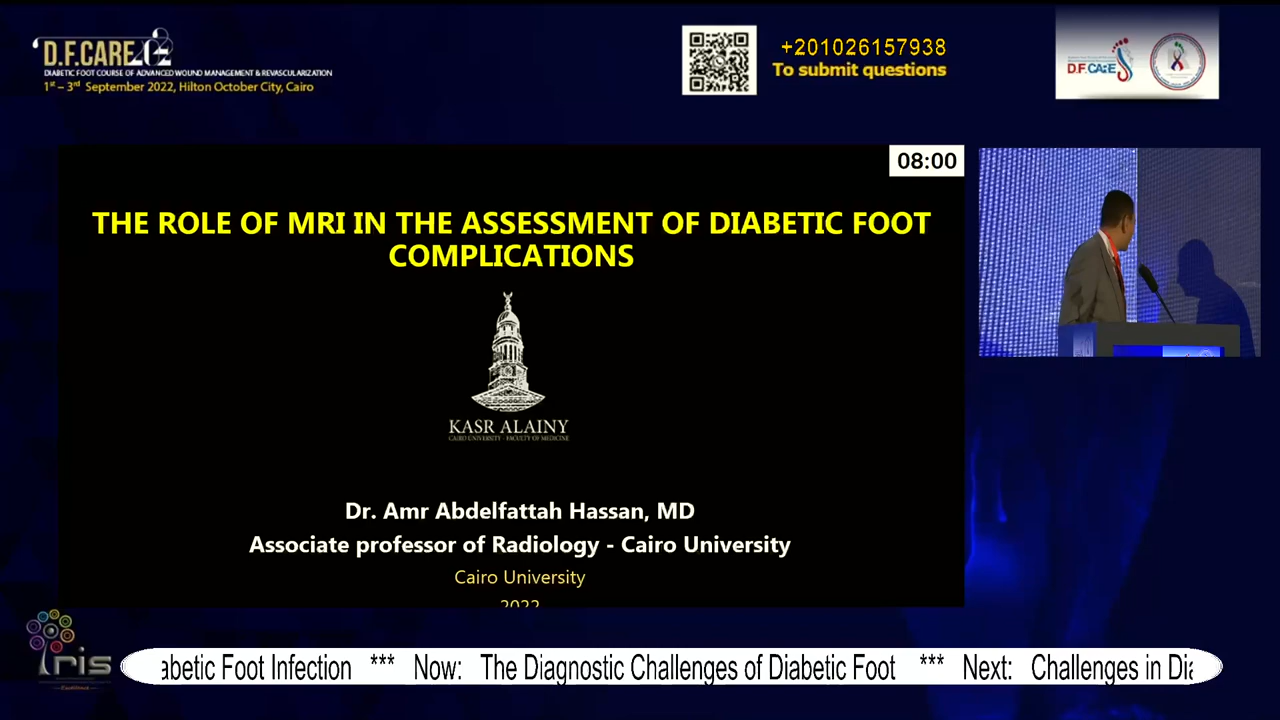 D.F.CARE22
DIABETIC FOOT COURSE OF ADVANCED WOUND MANAGEMENT & REVASCULARIZATION
1st – 3rd September 2022, Hilton October City, Cairo
+201026157938
To submit questions
D.F.CARE
08:00
THE ROLE OF MRI IN THE ASSESSMENT OF DIABETIC FOOT
COMPLICATIONS
KASR ALAINY
CAIRO UNIVERSITY - FACULTY OF MEDICINE
Dr. Amr Abdelfattah Hassan, MD
Associate professor of Radiology - Cairo University
Cairo University
2022
Iris
abetic Foot Infection *** Now: The Diagnostic Challenges of Diabetic Foot *** Next: Challenges in Dia